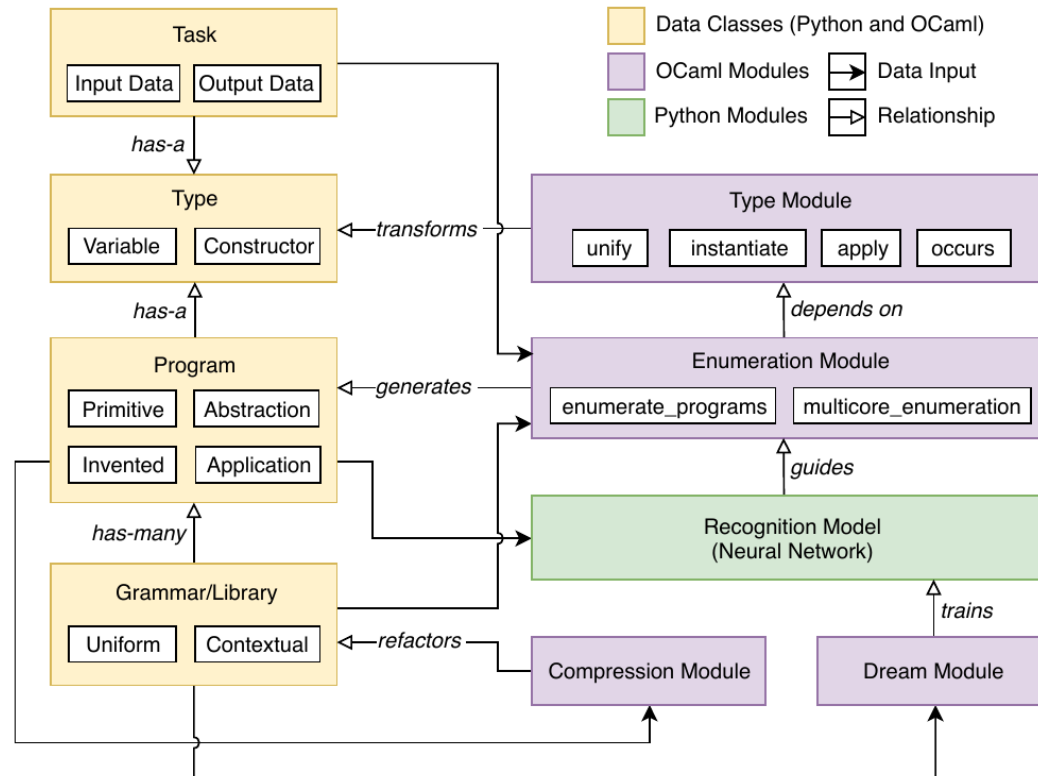 Task
Input Data
Output Data
Data Classes (Python and OCaml)
OCaml Modules
Data Input
Python Modules
Relationship
has-a
Type
Variable
Constructor
transforms
Type Module
unify
instantiate
apply
occurs
has-a
depends on
Program
Primitive
Abstraction
Invented
Application
generates
Enumeration Module
enumerate_programs
multicore_enumeration
guides
has-many
Recognition Model
(Neural Network)
Grammar/Library
Uniform
Contextual
refactors
trains
Compression Module
Dream Module